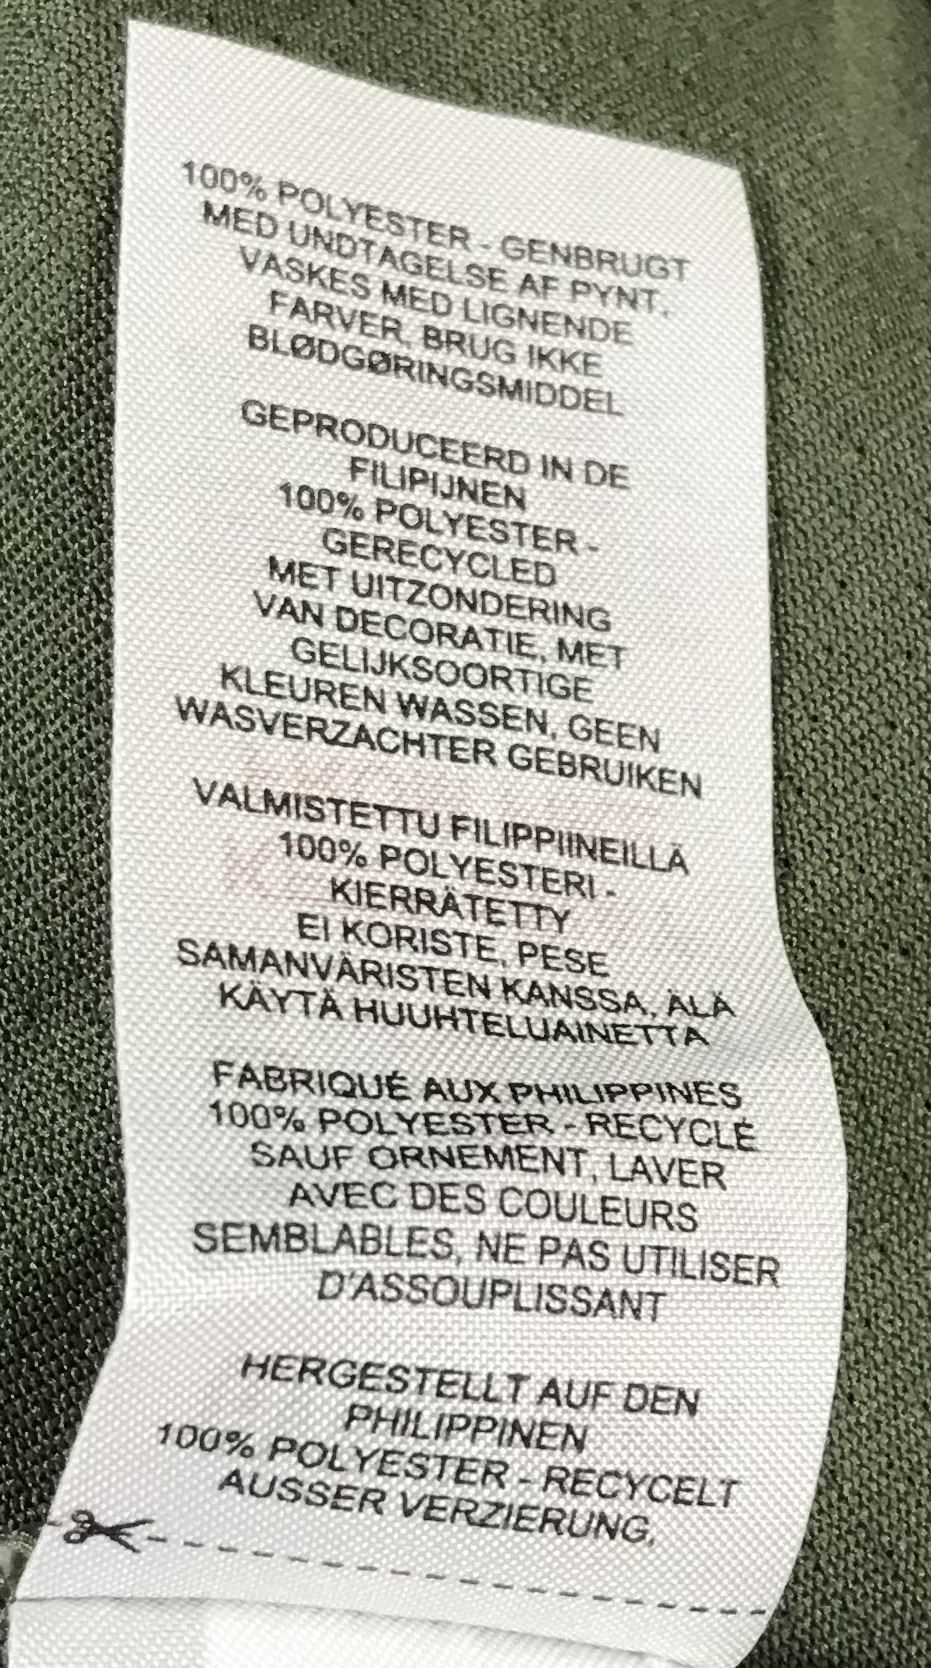 100% POLYESTER - GENBRUGT
MED UNDTAGELSE AF PYNT,
VASKES MED LIGNENDE
FARVER, BRUG IKKE
BLØDGØRINGSMIDDEL
GEPRODUCEERD IN DE
FILIPIJNEN
100% POLYESTER -
GERECYCLED
MET UITZONDERING
VAN DECORATIE, MET
GELIJKSOORTIGE
KLEUREN WASSEN, GEEN
WASVERZACHTER GEBRUIKEN
VALMISTETTU FILIPPIINEILLÄ
100% POLYESTERI -
KIERRÄTETTY
EI KORISTE, PESE
SAMANVÄRISTEN KANSSA, ÄLÄ
KÄYTÄ HUUHTELUAINETTA
FABRIQUÉ AUX PHILIPPINES
100% POLYESTER - RECYCLÉ
SAUF ORNEMENT, LAVER
AVEC DES COULEURS
SEMBLABLES, NE PAS UTILISER
D'ASSOUPLISSANT
HERGESTELLT AUF DEN
PHILIPPINEN
100% POLYESTER - RECYCELT
AUSSER VERZIERUNG,